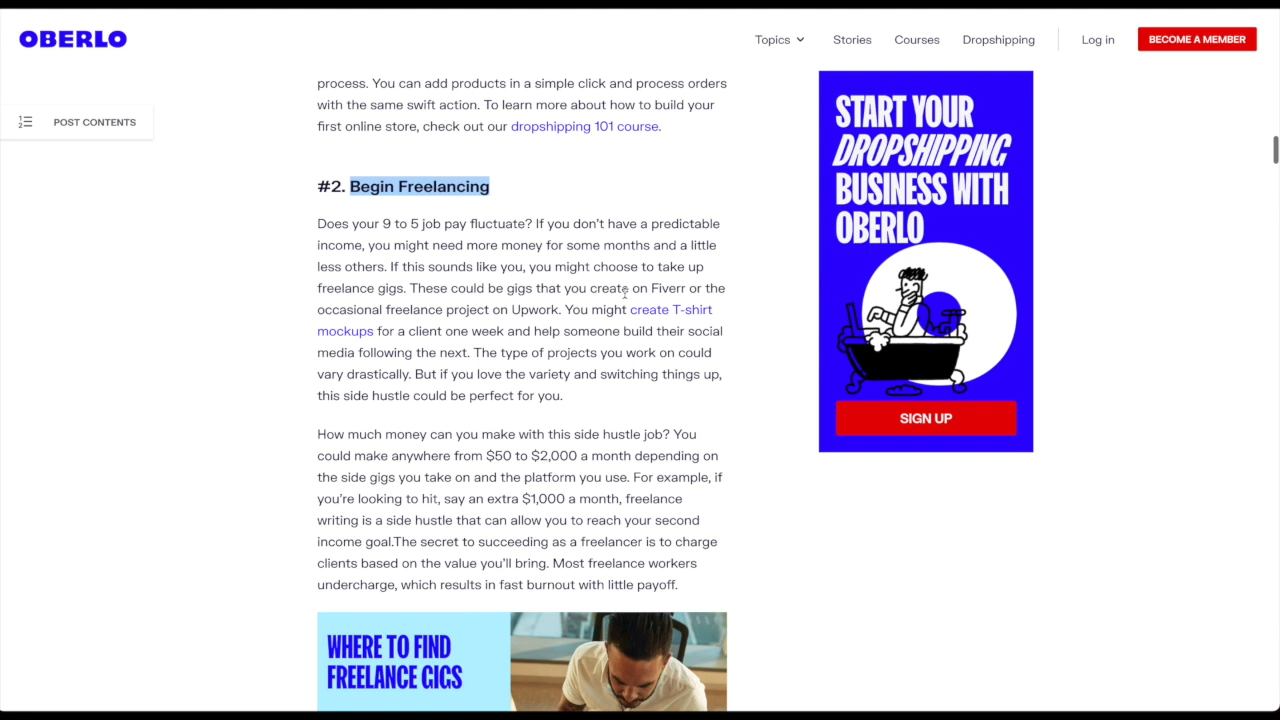 OBERLO
Topics
Stories
Courses
Dropshipping
Log in
BECOME A MEMBER
POST CONTENTS
process. You can add products in a simple click and process orders
with the same swift action. To learn more about how to build your
first online store, check out our dropshipping 101 course.
#2. Begin Freelancing
Does your 9 to 5 job pay fluctuate? If you don't have a predictable
income, you might need more money for some months and a little
less others. If this sounds like you, you might choose to take up
freelance gigs. These could be gigs that you create on Fiverr or the
occasional freelance project on Upwork. You might create T-shirt
mockups for a client one week and help someone build their social
media following the next. The type of projects you work on could
vary drastically. But if you love the variety and switching things up,
this side hustle could be perfect for you.
How much money can you make with this side hustle job? You
could make anywhere from $50 to $2,000 a month depending on
the side gigs you take on and the platform you use. For example, if
you're looking to hit, say an extra $1,000 a month, freelance
writing is a side hustle that can allow you to reach your second
income goal.The secret to succeeding as a freelancer is to charge
clients based on the value you'll bring. Most freelance workers
undercharge, which results in fast burnout with little payoff.
WHERE TO FIND
FREELANCE GIGS
START YOUR
DROPSHIPPING
BUSINESS WITH
OBERLO
SIGN UP